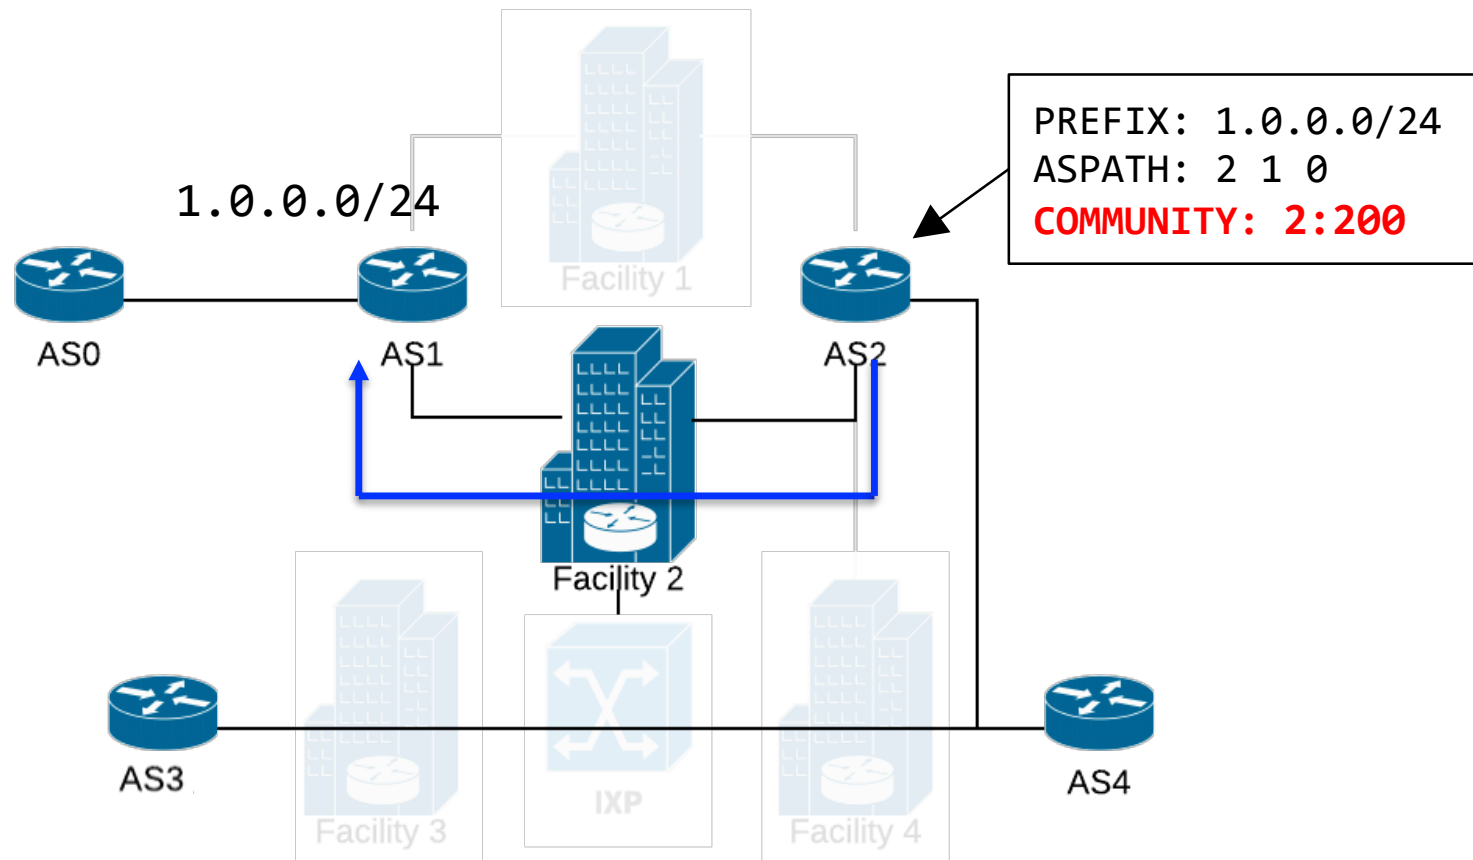 PREFIX: 1.0.0.0/24
ASPATH: 2 1 0
COMMUNITY: 2:200
1.0.0.0/24
Facility 1
AS0
AS1
AS2
Facility 2
AS3
IXP
AS4
Facility 3
Facility 4